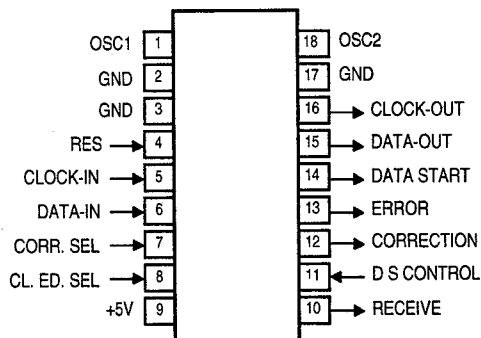 OSC1 1 18 OSC2
GND 2 17 GND
GND 3 16 CLOCK-OUT
RES 4 15 DATA-OUT
CLOCK-IN 5 14 DATA START
DATA-IN 6 13 ERROR
CORR. SEL 7 12 CORRECTION
CL. ED. SEL 8 11 D S CONTROL
+5V 9 10 RECEIVE